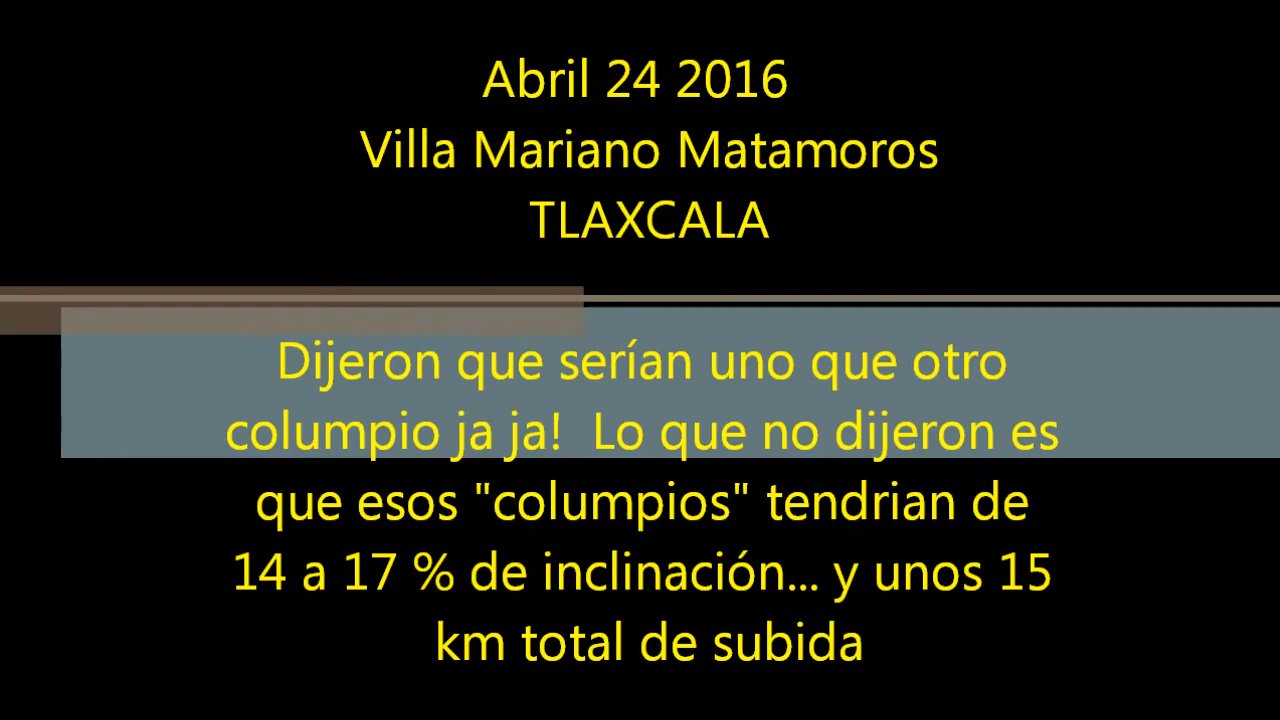 Abril 24 2016
Villa Mariano Matamoros
TLAXCALA
Dijeron que serían uno que otro
columpio ja ja!  Lo que no dijeron es
que esos "columpios" tendrian de
14 a 17 % de inclinación... y unos 15
km total de subida